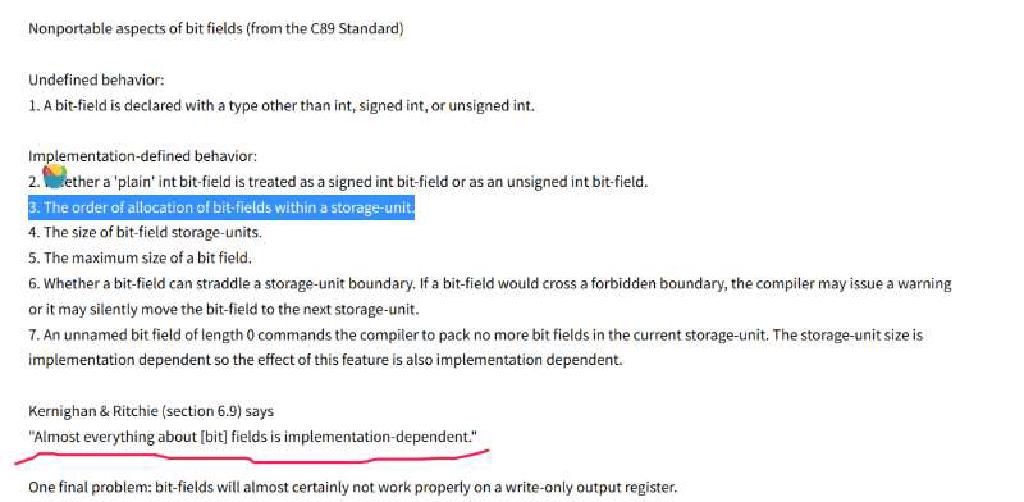 Nonportable aspects of bit fields (from the C89 Standard)
Undefined behavior:
1. A bit-field is declared with a type other than int, signed int, or unsigned int.
Implementation-defined behavior:
2. ether a 'plain' int bit-field is treated as a signed int bit-field or as an unsigned int bit-field.
3. The order of allocation of bit-fields within a storage-unit.
4. The size of bit-field storage-units.
5. The maximum size of a bit field.
6. Whether a bit-field can straddle a storage-unit boundary. If a bit-field would cross a forbidden boundary, the compiler may issue a warning
or it may silently move the bit-field to the next storage-unit.
7. An unnamed bit field of length 0 commands the compiler to pack no more bit fields in the current storage-unit. The storage-unit size is
implementation dependent so the effect of this feature is also implementation dependent.
Kernighan & Ritchie (section 6.9) says
"Almost everything about [bit] fields is implementation-dependent."
One final problem: bit-fields will almost certainly not work properly on a write-only output register.